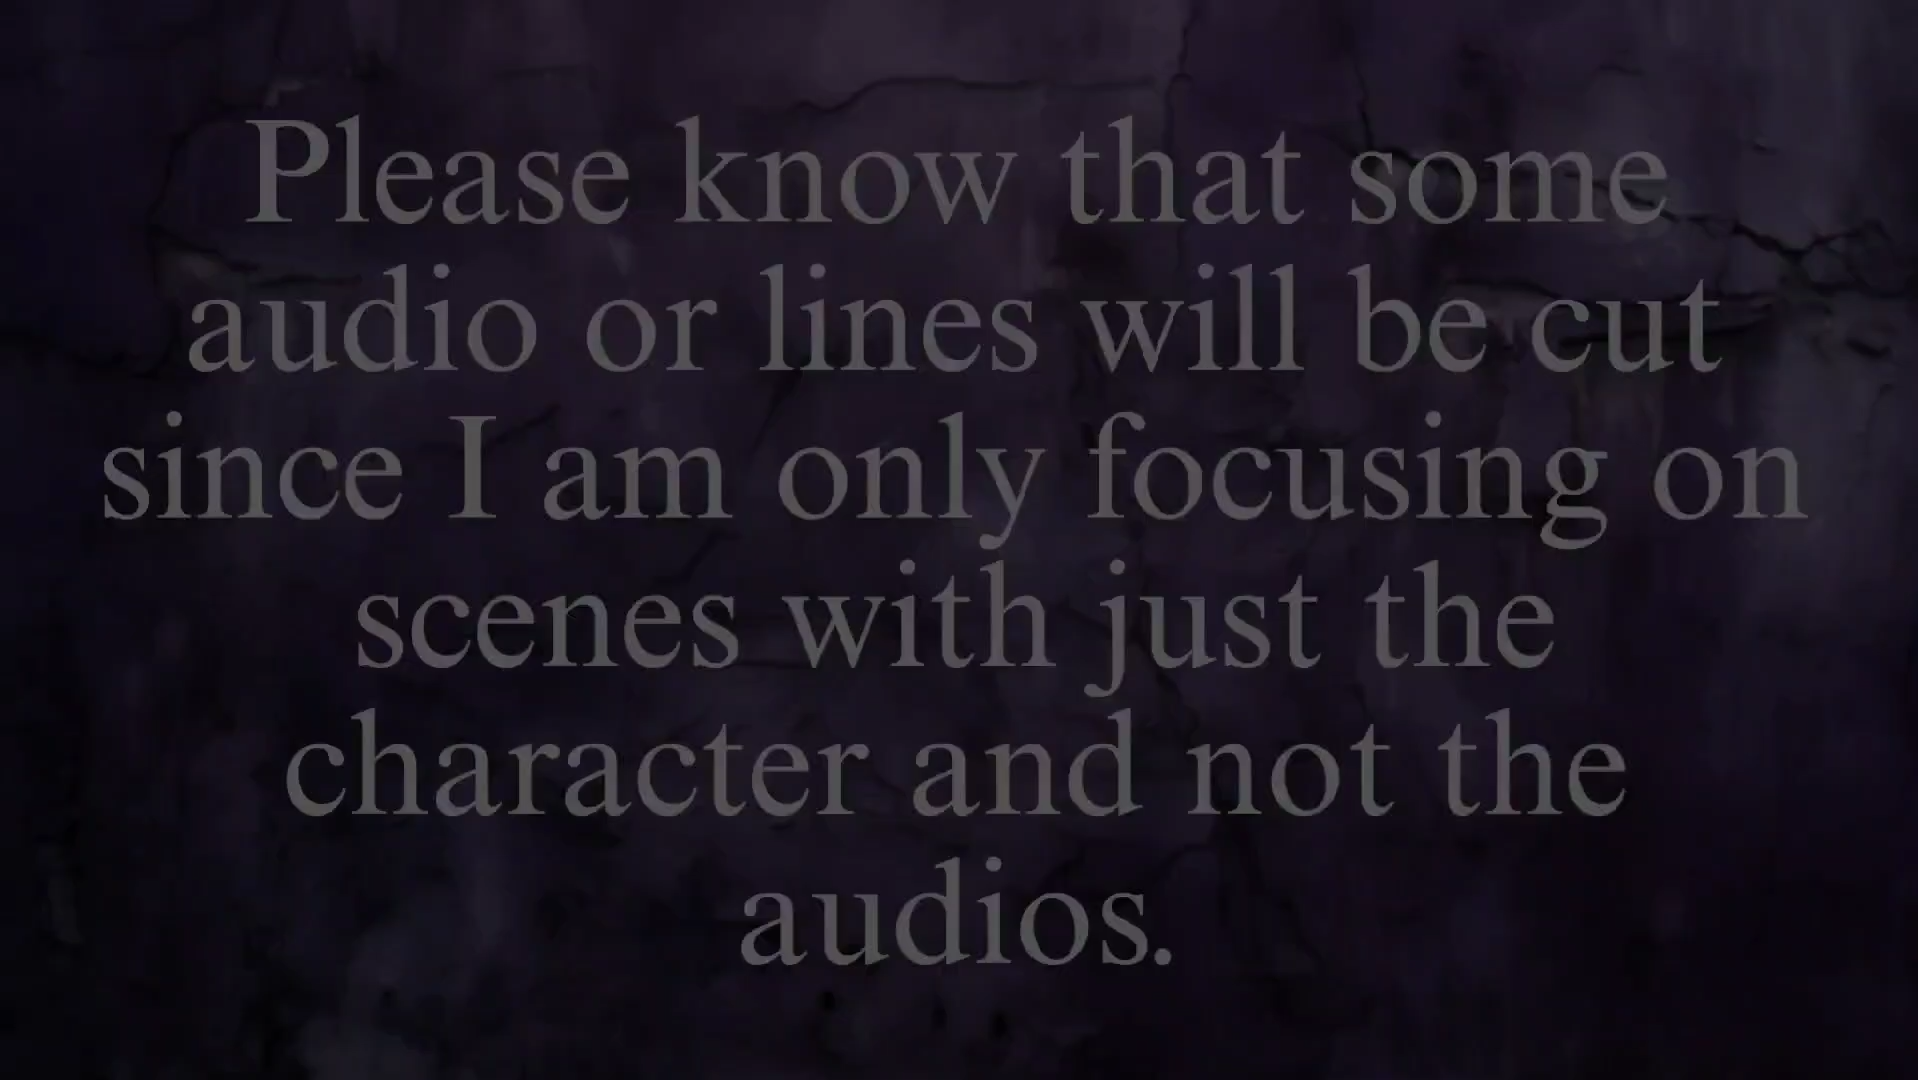 Please know that some
audio or lines will be cut
since I am only focusing on
scenes with just the
character and not the
audios.